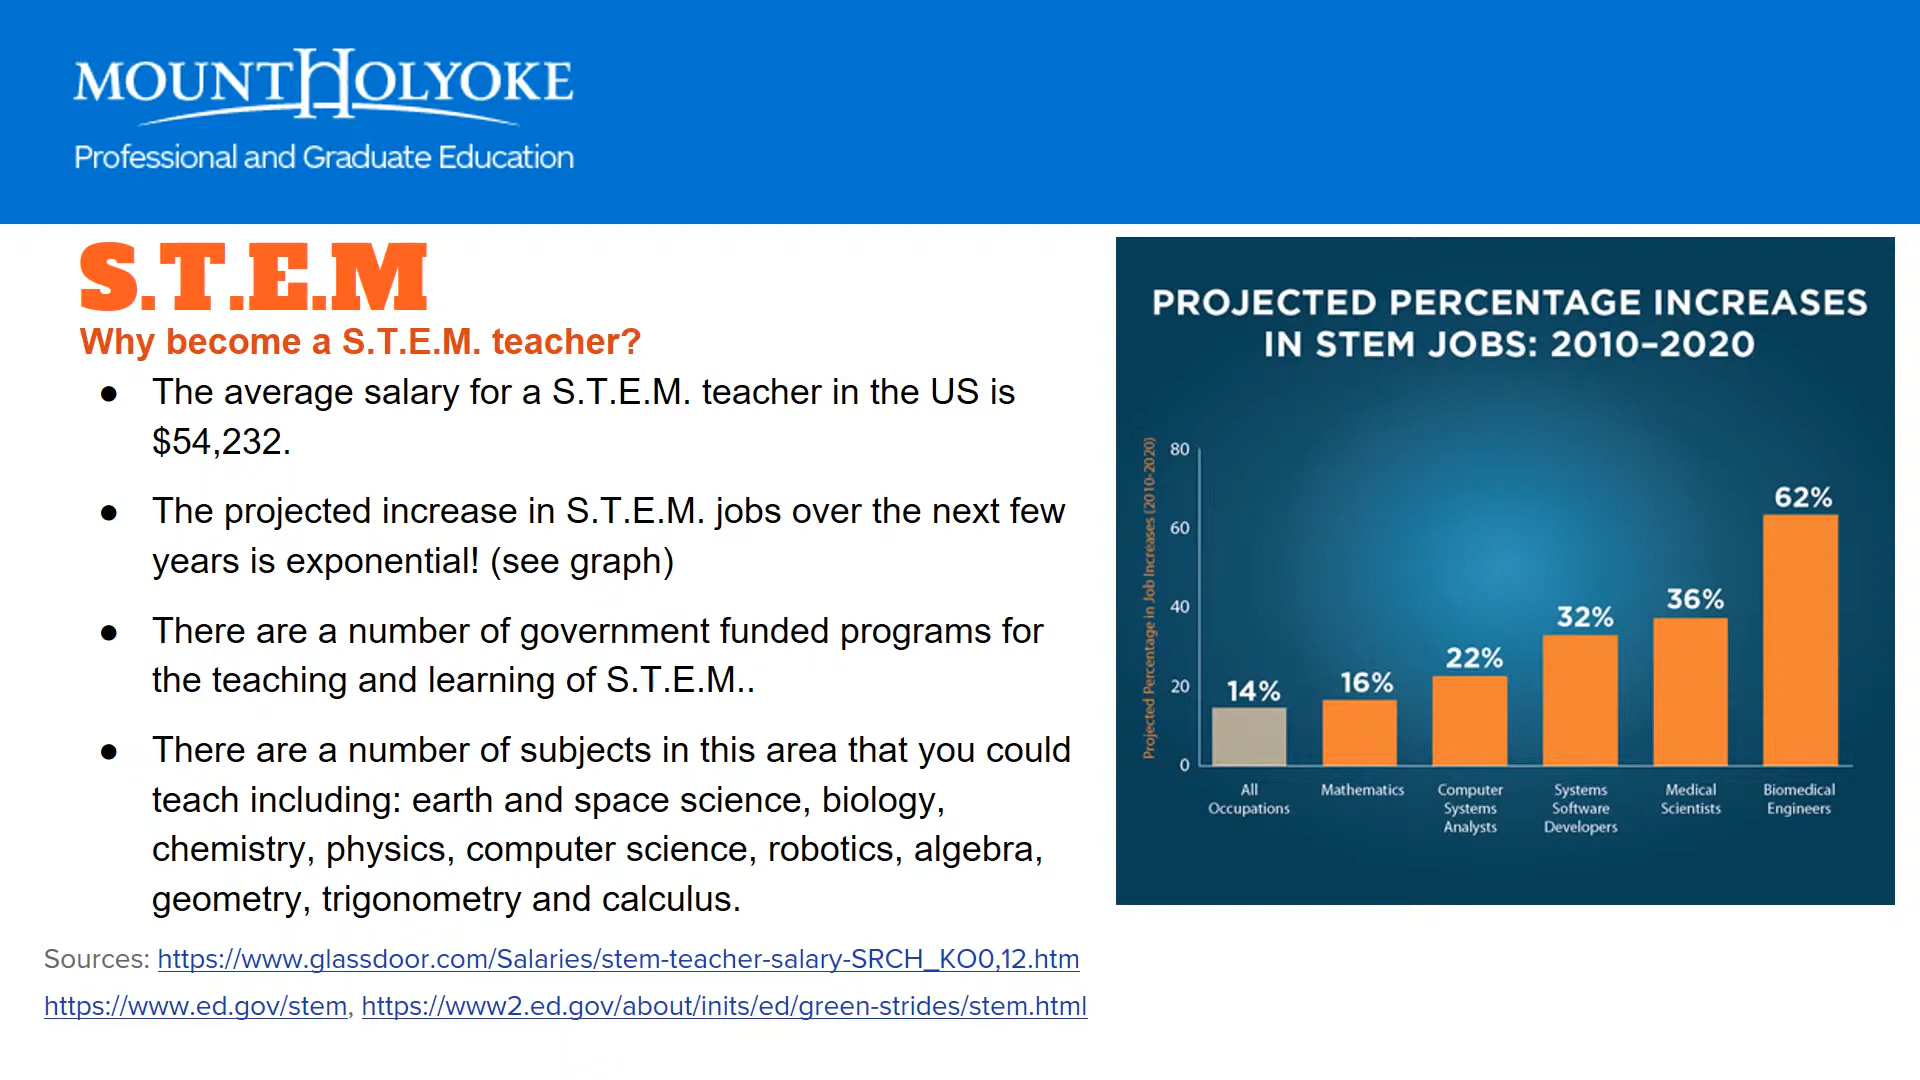 MOUNT HOLYOKE
Professional and Graduate Education
S.T.E.M
Why become a S.T.E.M. teacher?
● The average salary for a S.T.E.M. teacher in the US is
$54,232.
● The projected increase in S.T.E.M. jobs over the next few
years is exponential! (see graph)
● There are a number of government funded programs for
the teaching and learning of S.T.E.M..
● There are a number of subjects in this area that you could
teach including: earth and space science, biology,
chemistry, physics, computer science, robotics, algebra,
geometry, trigonometry and calculus.
Sources: https://www.glassdoor.com/Salaries/stem-teacher-salary-SRCH_KO0,12.htm
https://www.ed.gov/stem, https://www2.ed.gov/about/inits/ed/green-strides/stem.html
PROJECTED PERCENTAGE INCREASES
IN STEM JOBS: 2010–2020
Projected Percentage in Job Increases (2010-2020)
80
60
40
20
0
14%
16%
22%
32%
36%
62%
All
Occupations
Mathematics
Computer
Systems
Analysts
Systems
Software
Developers
Medical
Scientists
Biomedical
Engineers